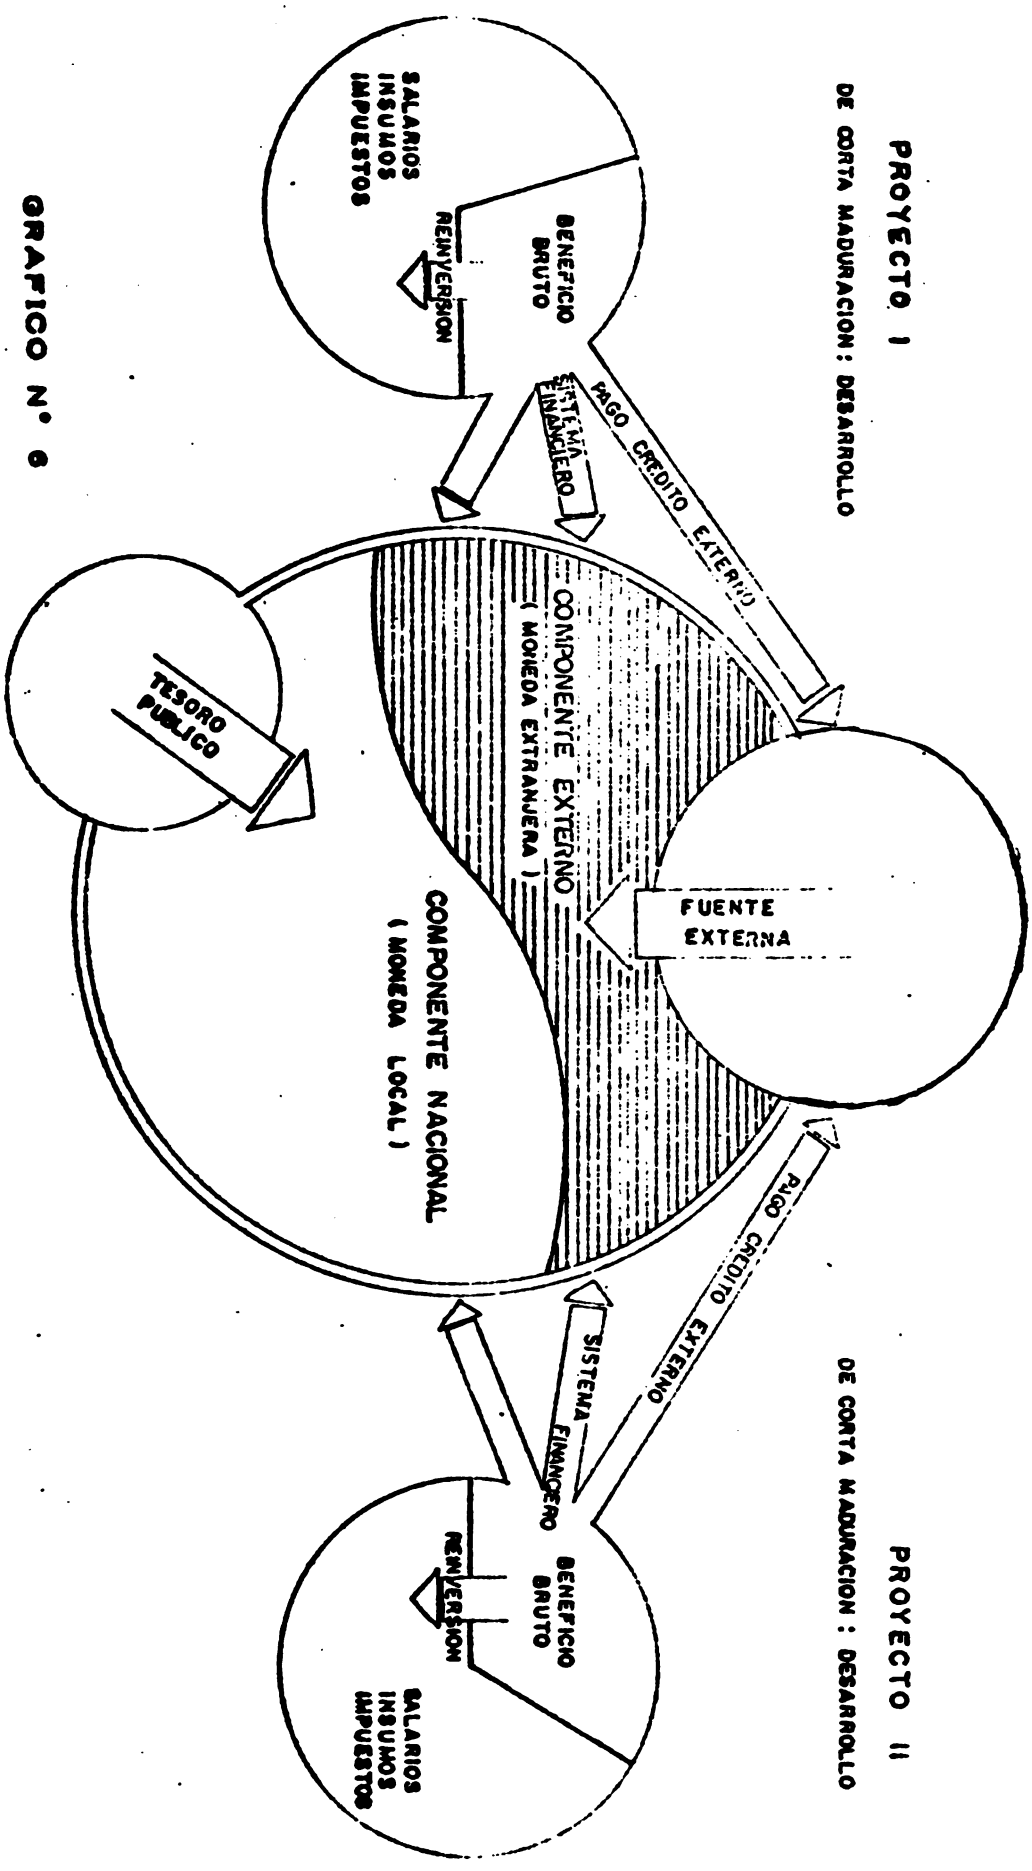 PROYECTO I
DE CORTA MADURACION: DESARROLLO
PROYECTO II
DE CORTA MADURACION: DESARROLLO
FUENTE
EXTERNA
PAGO CREDITO EXTERNO
PAGO CREDITO EXTERNO
SISTEMA
FINANCIERO
SISTEMA FINANCIERO
BENEFICIO
BRUTO
REINVERSION
SALARIOS
INSUMOS
IMPUESTOS
COMPONENTE EXTERNO
( MONEDA EXTRANJERA )
COMPONENTE NACIONAL
( MONEDA LOCAL )
BENEFICIO
BRUTO
REINVERSION
SALARIOS
INSUMOS
IMPUESTOS
TESORO
PUBLICO
GRAFICO N° 6